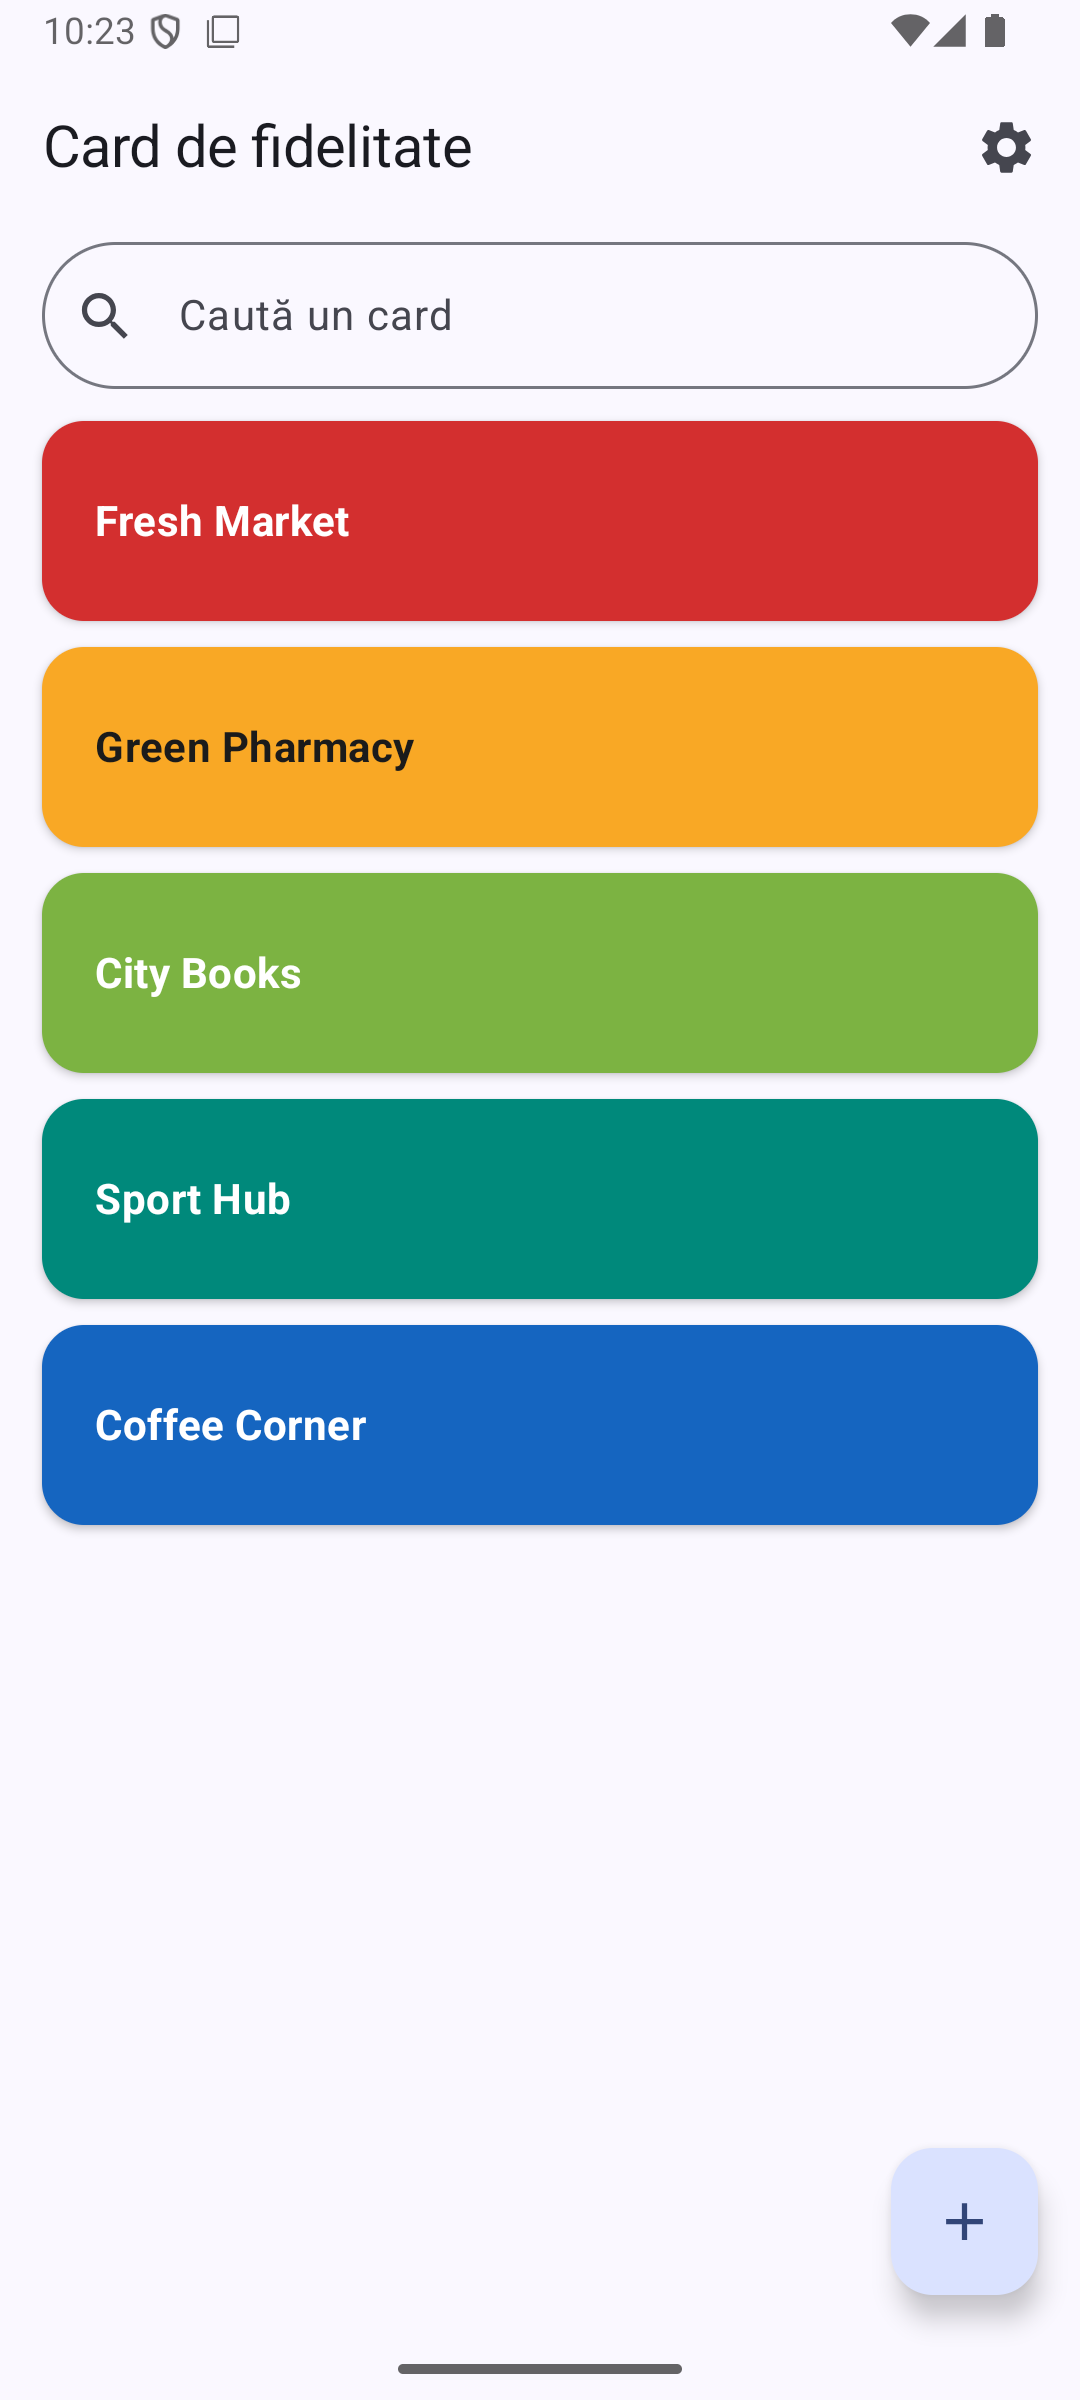 10:23
Card de fidelitate
Caută un card
Fresh Market
Green Pharmacy
City Books
Sport Hub
Coffee Corner